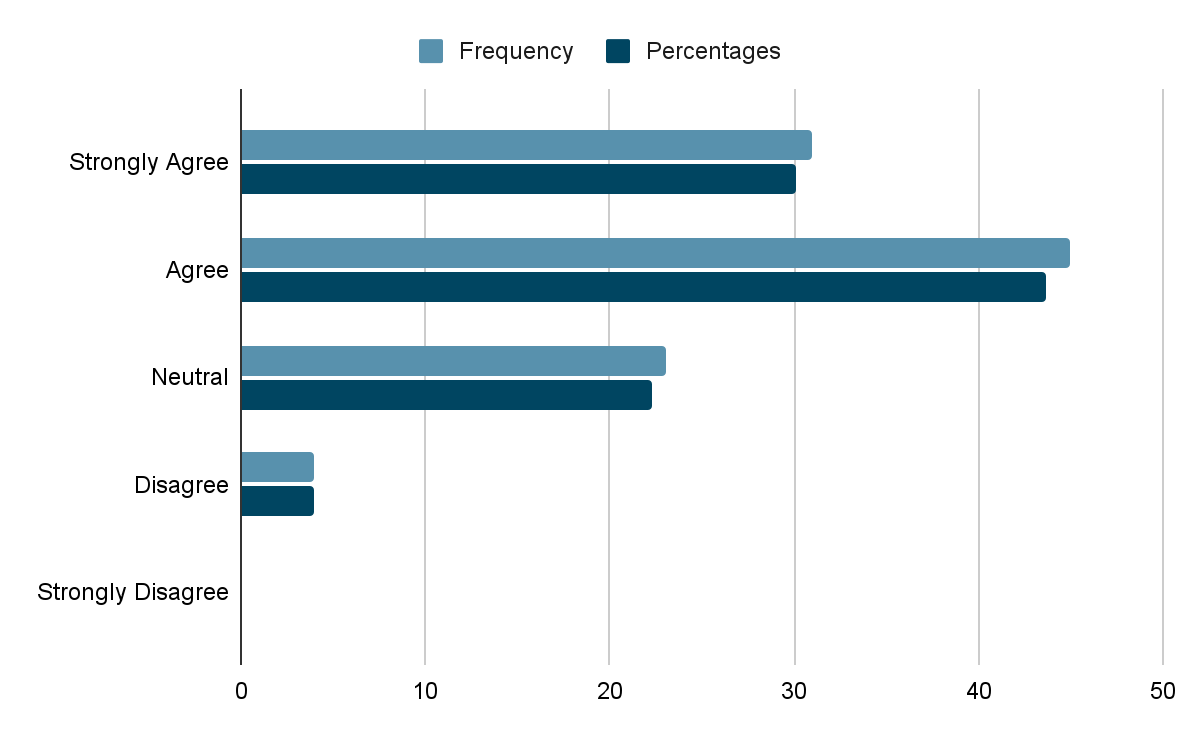 Frequency Percentages
Strongly Agree
Agree
Neutral
Disagree
Strongly Disagree
0 10 20 30 40 50